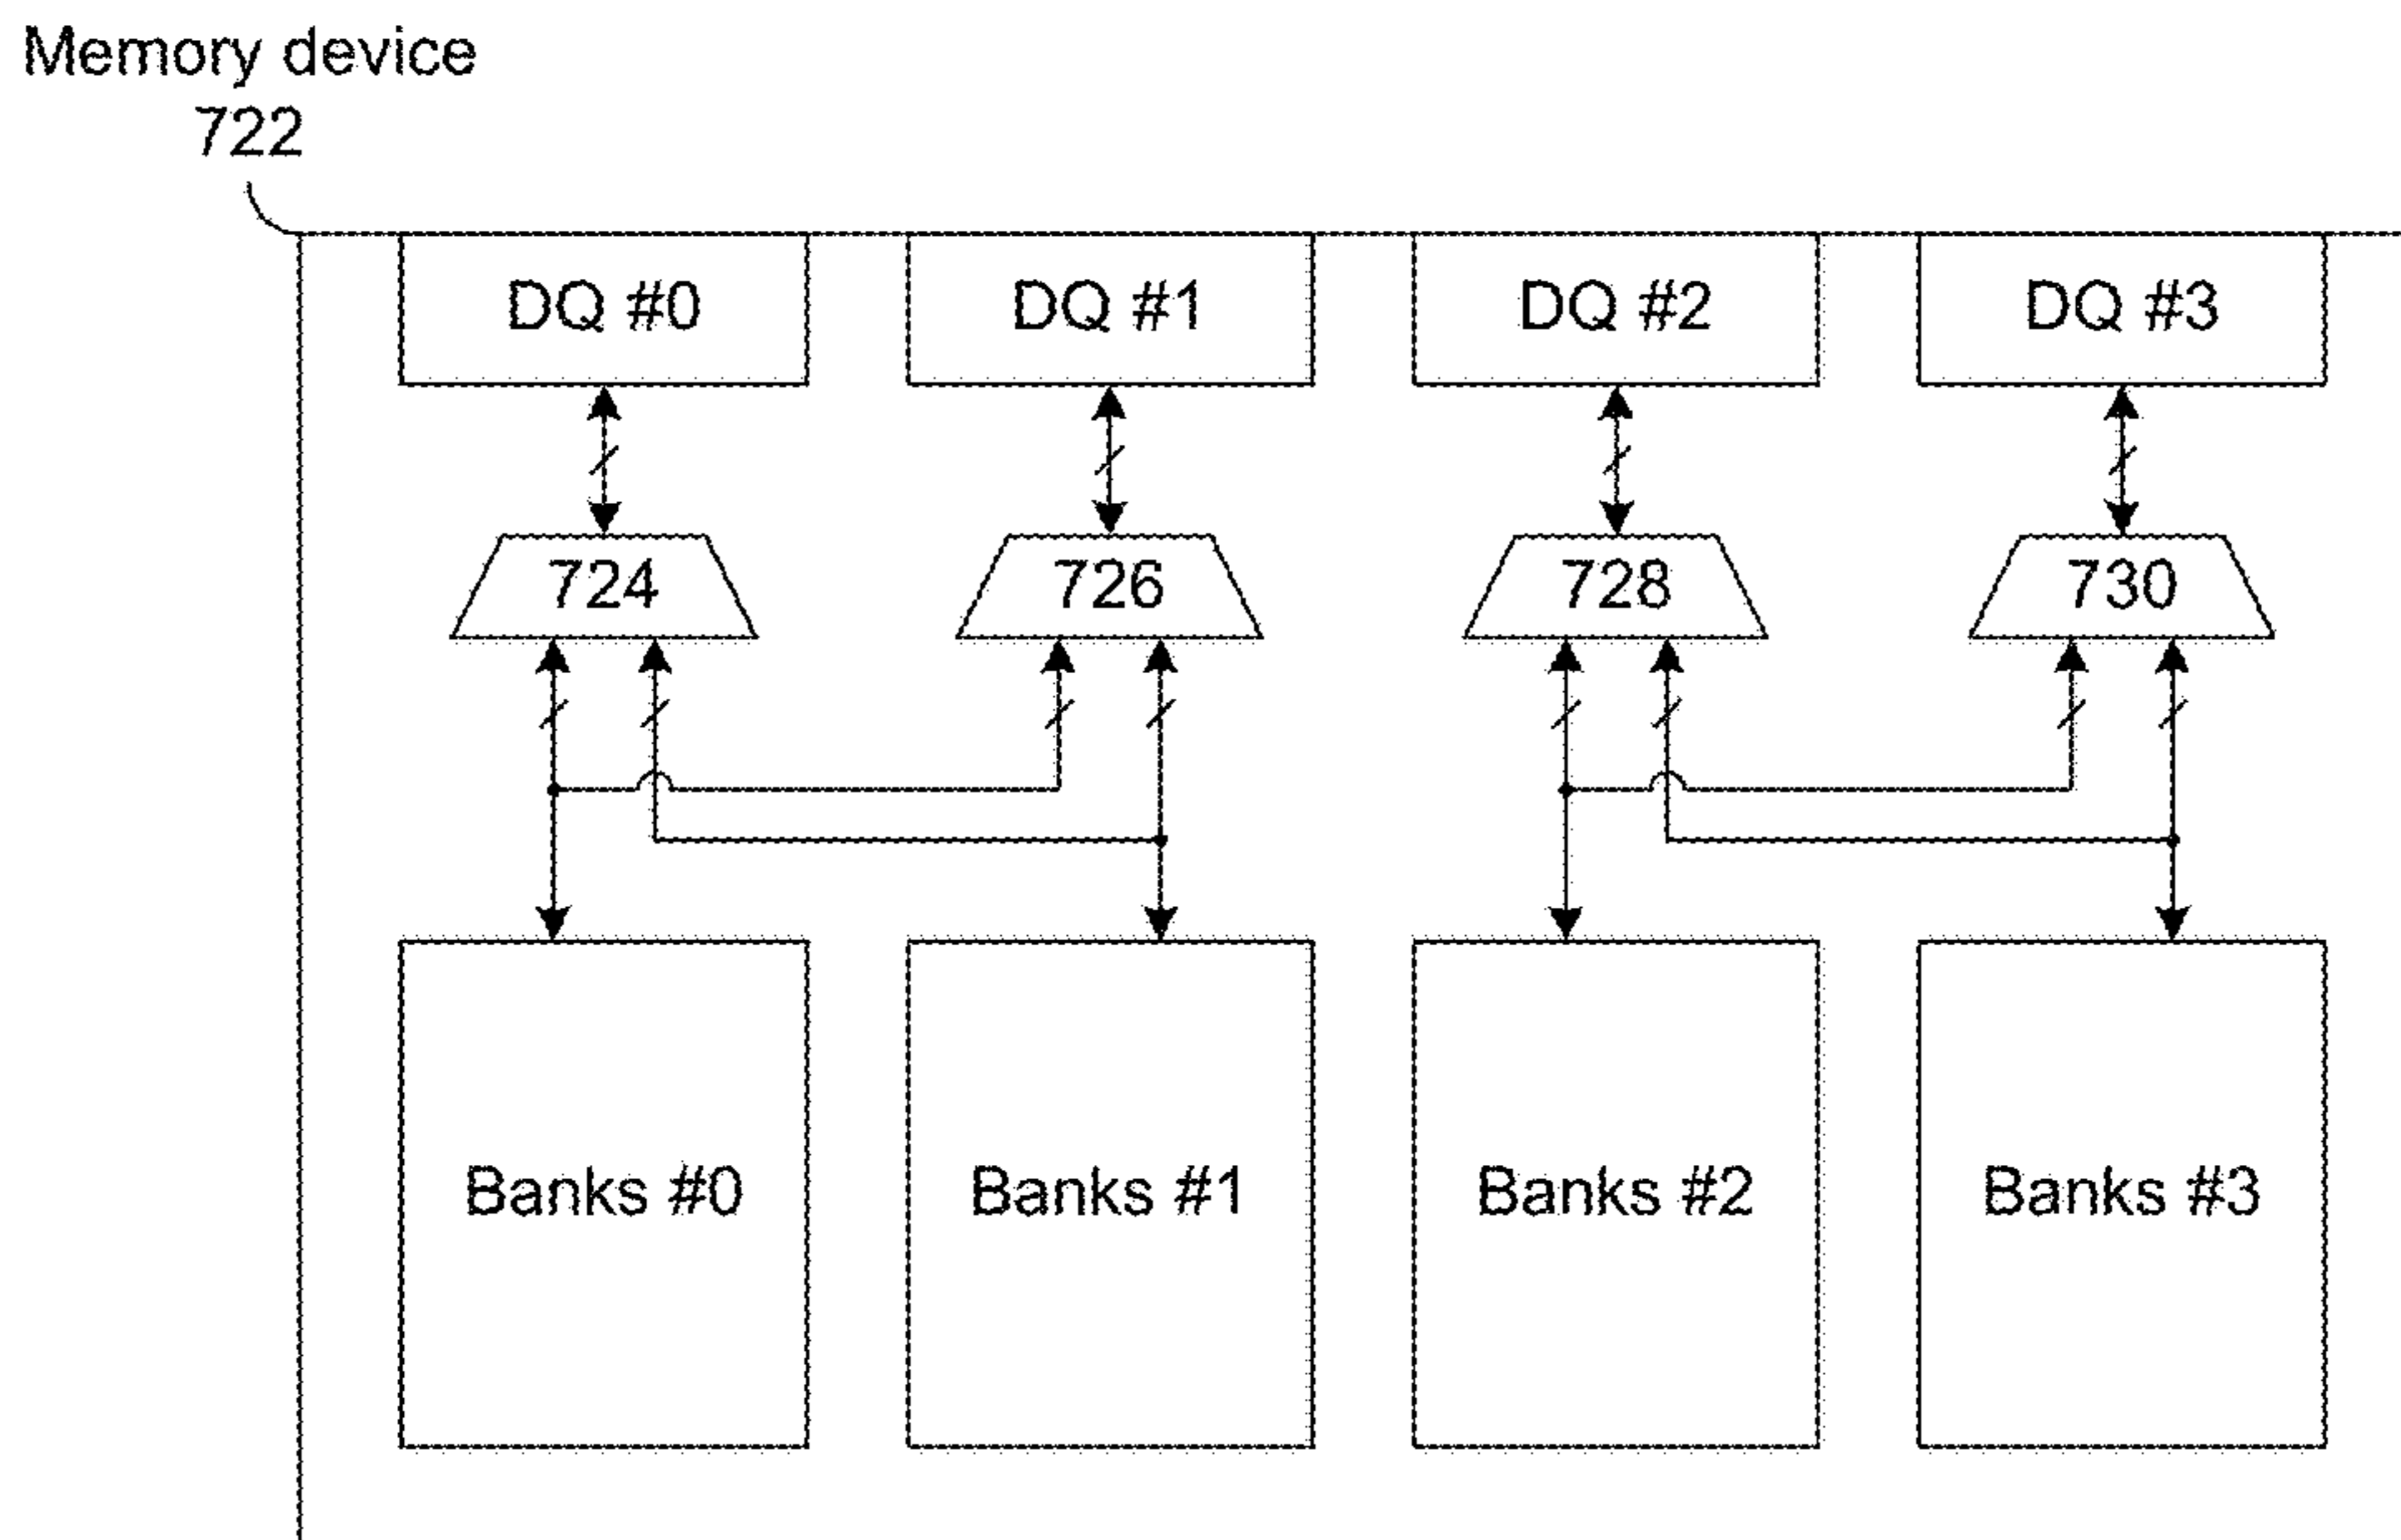 Memory device
722
DQ #0
DQ #1
DQ #2
DQ #3
724
726
728
730
Banks #0
Banks #1
Banks #2
Banks #3